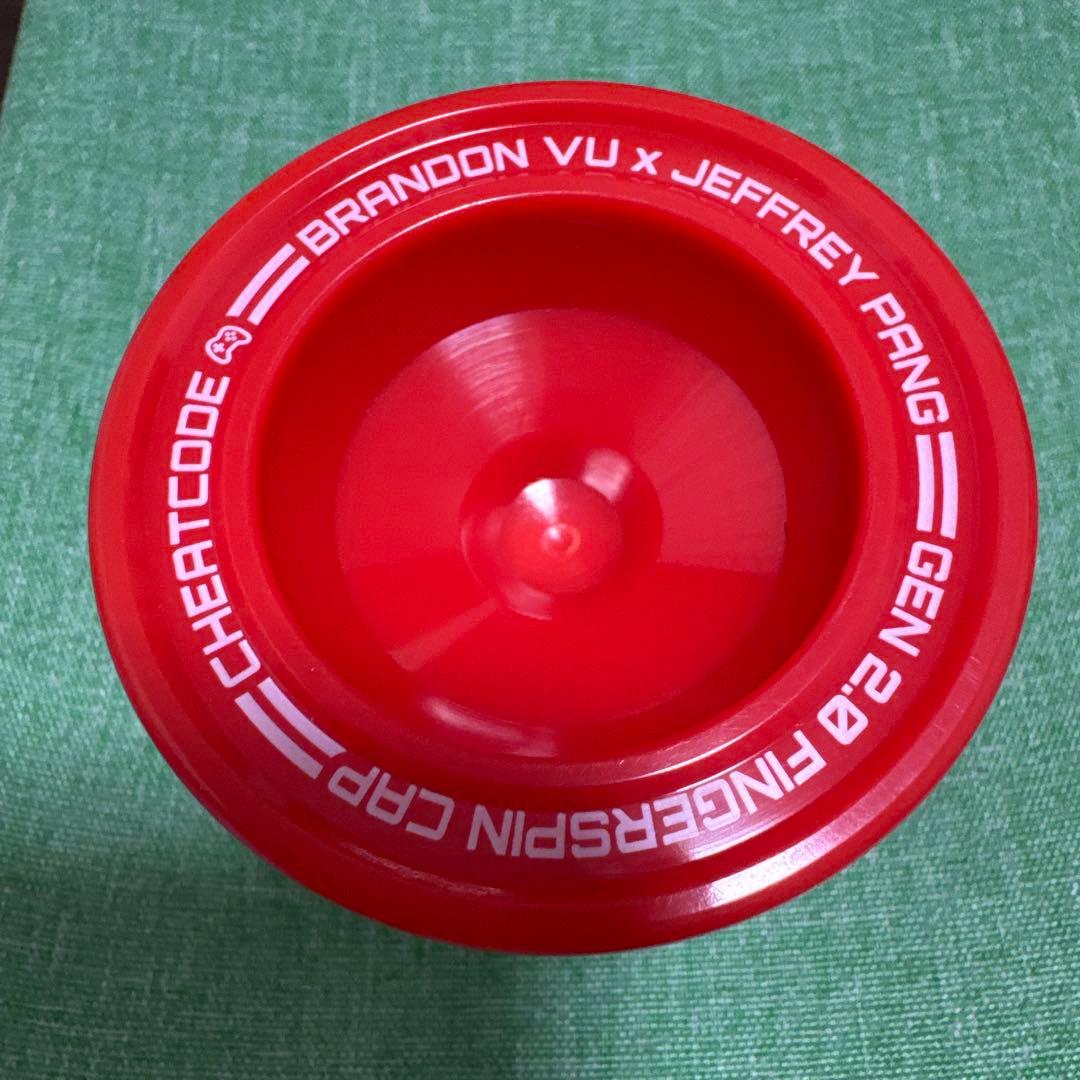 BRANDON VU x JEFFREY PANG
GEN 2.0 FINGERSPIN CAP
CHEATCODE